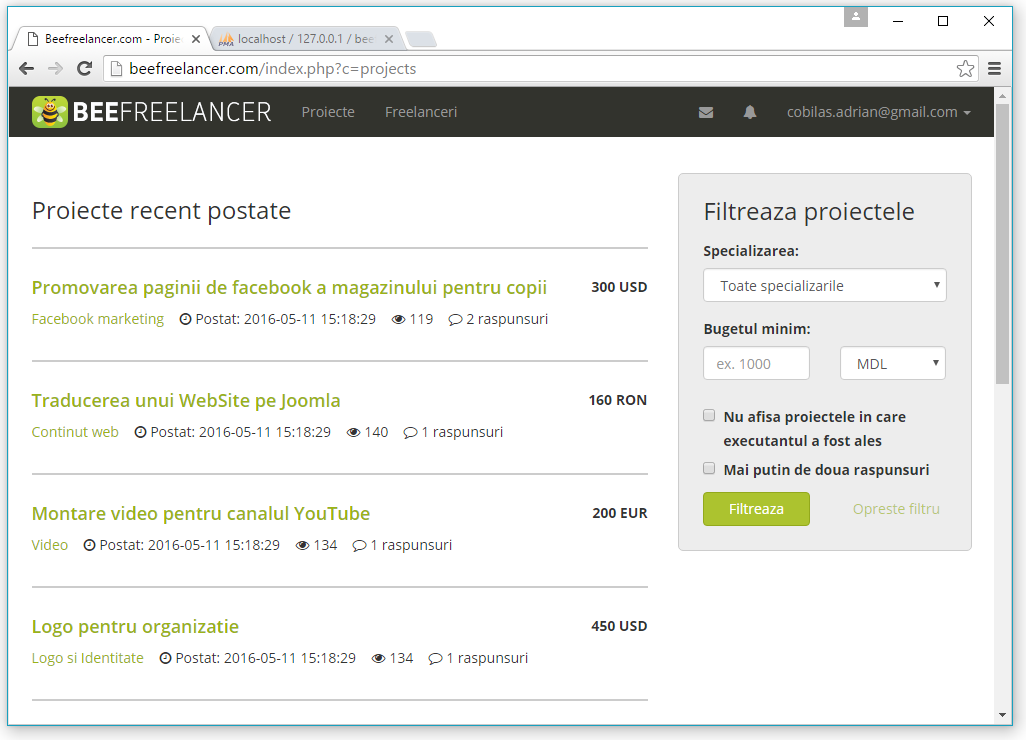 Beefreelancer.com - Proie
PMA localhost / 127.0.0.1 / bee
beefreelancer.com/index.php?c=projects
BEEFREELANCER Proiecte Freelanceri cobilas.adrian@gmail.com
Proiecte recent postate
Promovarea paginii de facebook a magazinului pentru copii 300 USD
Facebook marketing Postat: 2016-05-11 15:18:29 119 2 raspunsuri
Traducerea unui WebSite pe Joomla 160 RON
Continut web Postat: 2016-05-11 15:18:29 140 1 raspunsuri
Montare video pentru canalul YouTube 200 EUR
Video Postat: 2016-05-11 15:18:29 134 1 raspunsuri
Logo pentru organizatie 450 USD
Logo si Identitate Postat: 2016-05-11 15:18:29 134 1 raspunsuri
Filtreaza proiectele
Specializarea:
Toate specializarile
Bugetul minim:
ex. 1000 MDL
Nu afisa proiectele in care
executantul a fost ales
Mai putin de doua raspunsuri
Filtreaza Opreste filtru